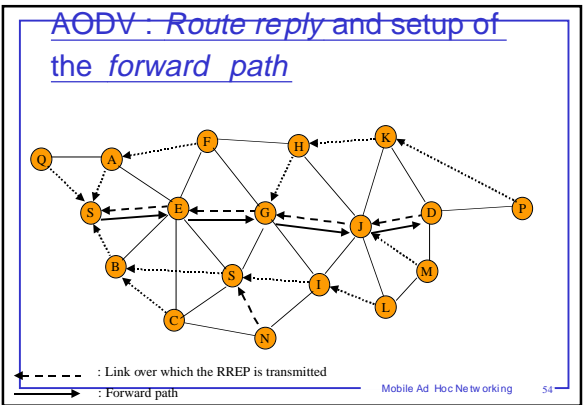 AODV : Route reply and setup of
the forward path
F
K
H
Q
A
S
E
G
D
P
J
B
S
I
M
L
C
N
: Link over which the RREP is transmitted
: Forward path
Mobile Ad Hoc Networking 54